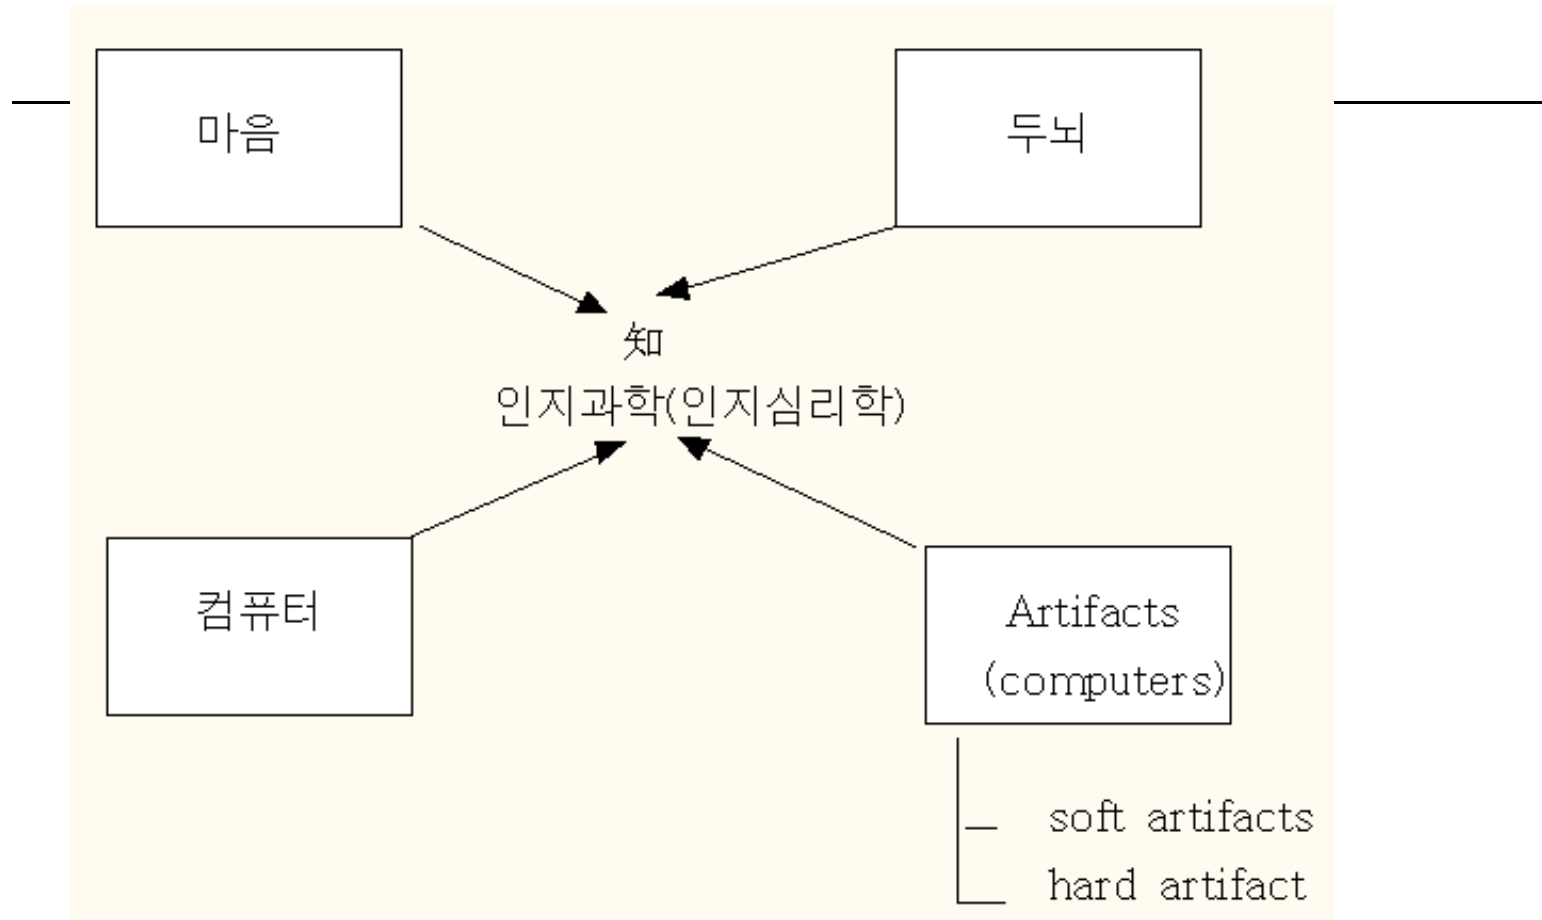 마음
두뇌
知
인지과학(인지심리학)
컴퓨터
Artifacts
(computers)
soft artifacts
hard artifact